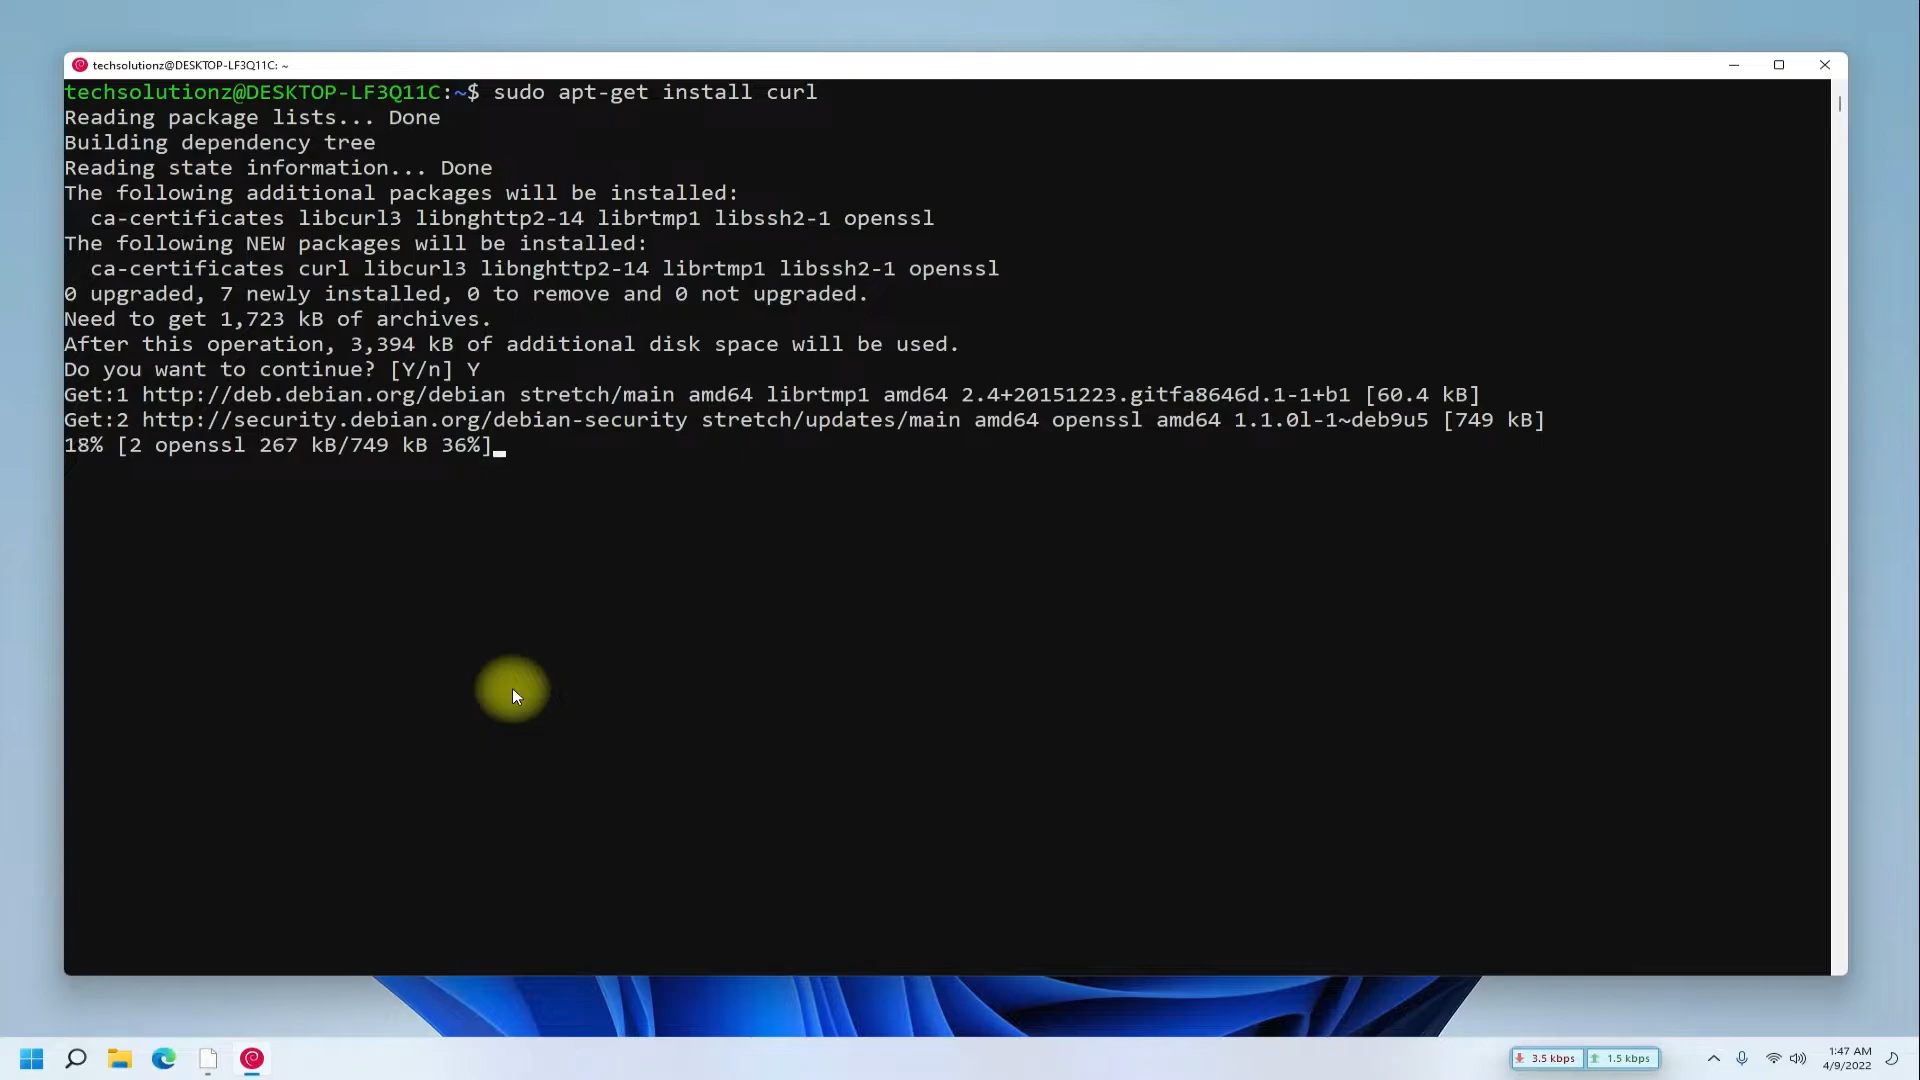 techsolutionz@DESKTOP-LF3Q11C: ~
techsolutionz@DESKTOP-LF3Q11C:~$ sudo apt-get install curl
Reading package lists... Done
Building dependency tree
Reading state information... Done
The following additional packages will be installed:
  ca-certificates libcurl3 libnghttp2-14 librtmp1 libssh2-1 openssl
The following NEW packages will be installed:
  ca-certificates curl libcurl3 libnghttp2-14 librtmp1 libssh2-1 openssl
0 upgraded, 7 newly installed, 0 to remove and 0 not upgraded.
Need to get 1,723 kB of archives.
After this operation, 3,394 kB of additional disk space will be used.
Do you want to continue? [Y/n] Y
Get:1 http://deb.debian.org/debian stretch/main amd64 librtmp1 amd64 2.4+20151223.gitfa8646d.1-1+b1 [60.4 kB]
Get:2 http://security.debian.org/debian-security stretch/updates/main amd64 openssl amd64 1.1.0l-1~deb9u5 [749 kB]
18% [2 openssl 267 kB/749 kB 36%]
3.5 kbps 1.5 kbps
1:47 AM
4/9/2022